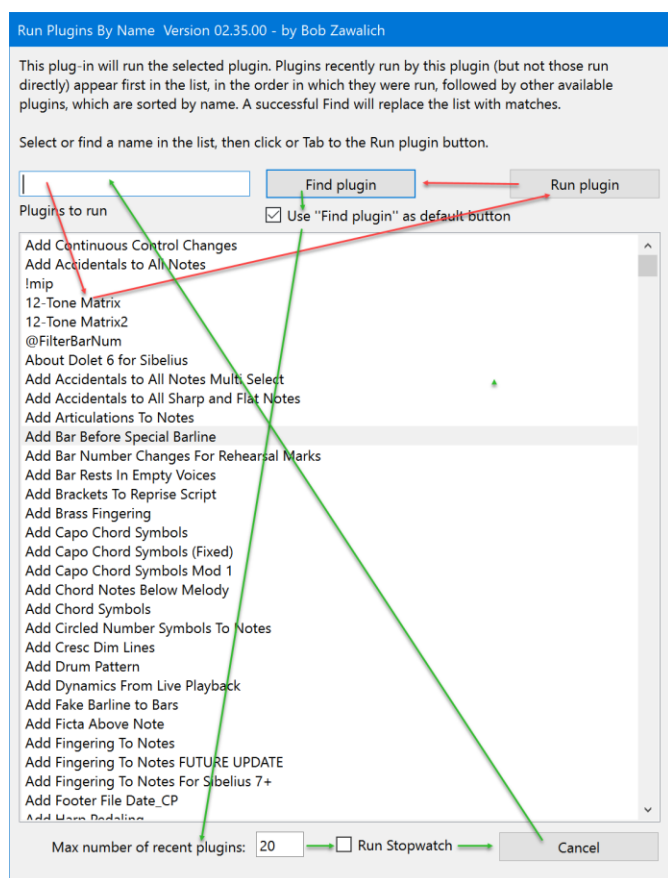 Run Plugins By Name  Version 02.35.00 - by Bob Zawalich
This plug-in will run the selected plugin. Plugins recently run by this plugin (but not those run
directly) appear first in the list, in the order in which they were run, followed by other available
plugins, which are sorted by name. A successful Find will replace the list with matches.
Select or find a name in the list, then click or Tab to the Run plugin button.
Find plugin
Run plugin
Plugins to run
Use "Find plugin" as default button
Add Continuous Control Changes
Add Accidentals to All Notes
!mip
12-Tone Matrix
12-Tone Matrix2
@FilterBarNum
About Dolet 6 for Sibelius
Add Accidentals to All Notes Multi Select
Add Accidentals to All Sharp and Flat Notes
Add Articulations To Notes
Add Bar Before Special Barline
Add Bar Number Changes For Rehearsal Marks
Add Bar Rests In Empty Voices
Add Brackets To Reprise Script
Add Brass Fingering
Add Capo Chord Symbols
Add Capo Chord Symbols (Fixed)
Add Capo Chord Symbols Mod 1
Add Chord Notes Below Melody
Add Chord Symbols
Add Circled Number Symbols To Notes
Add Cresc Dim Lines
Add Drum Pattern
Add Dynamics From Live Playback
Add Fake Barline to Bars
Add Ficta Above Note
Add Fingering To Notes
Add Fingering To Notes FUTURE UPDATE
Add Fingering To Notes For Sibelius 7+
Add Footer File Date_CP
Add Harp Pedaling
Max number of recent plugins:
20
Run Stopwatch
Cancel